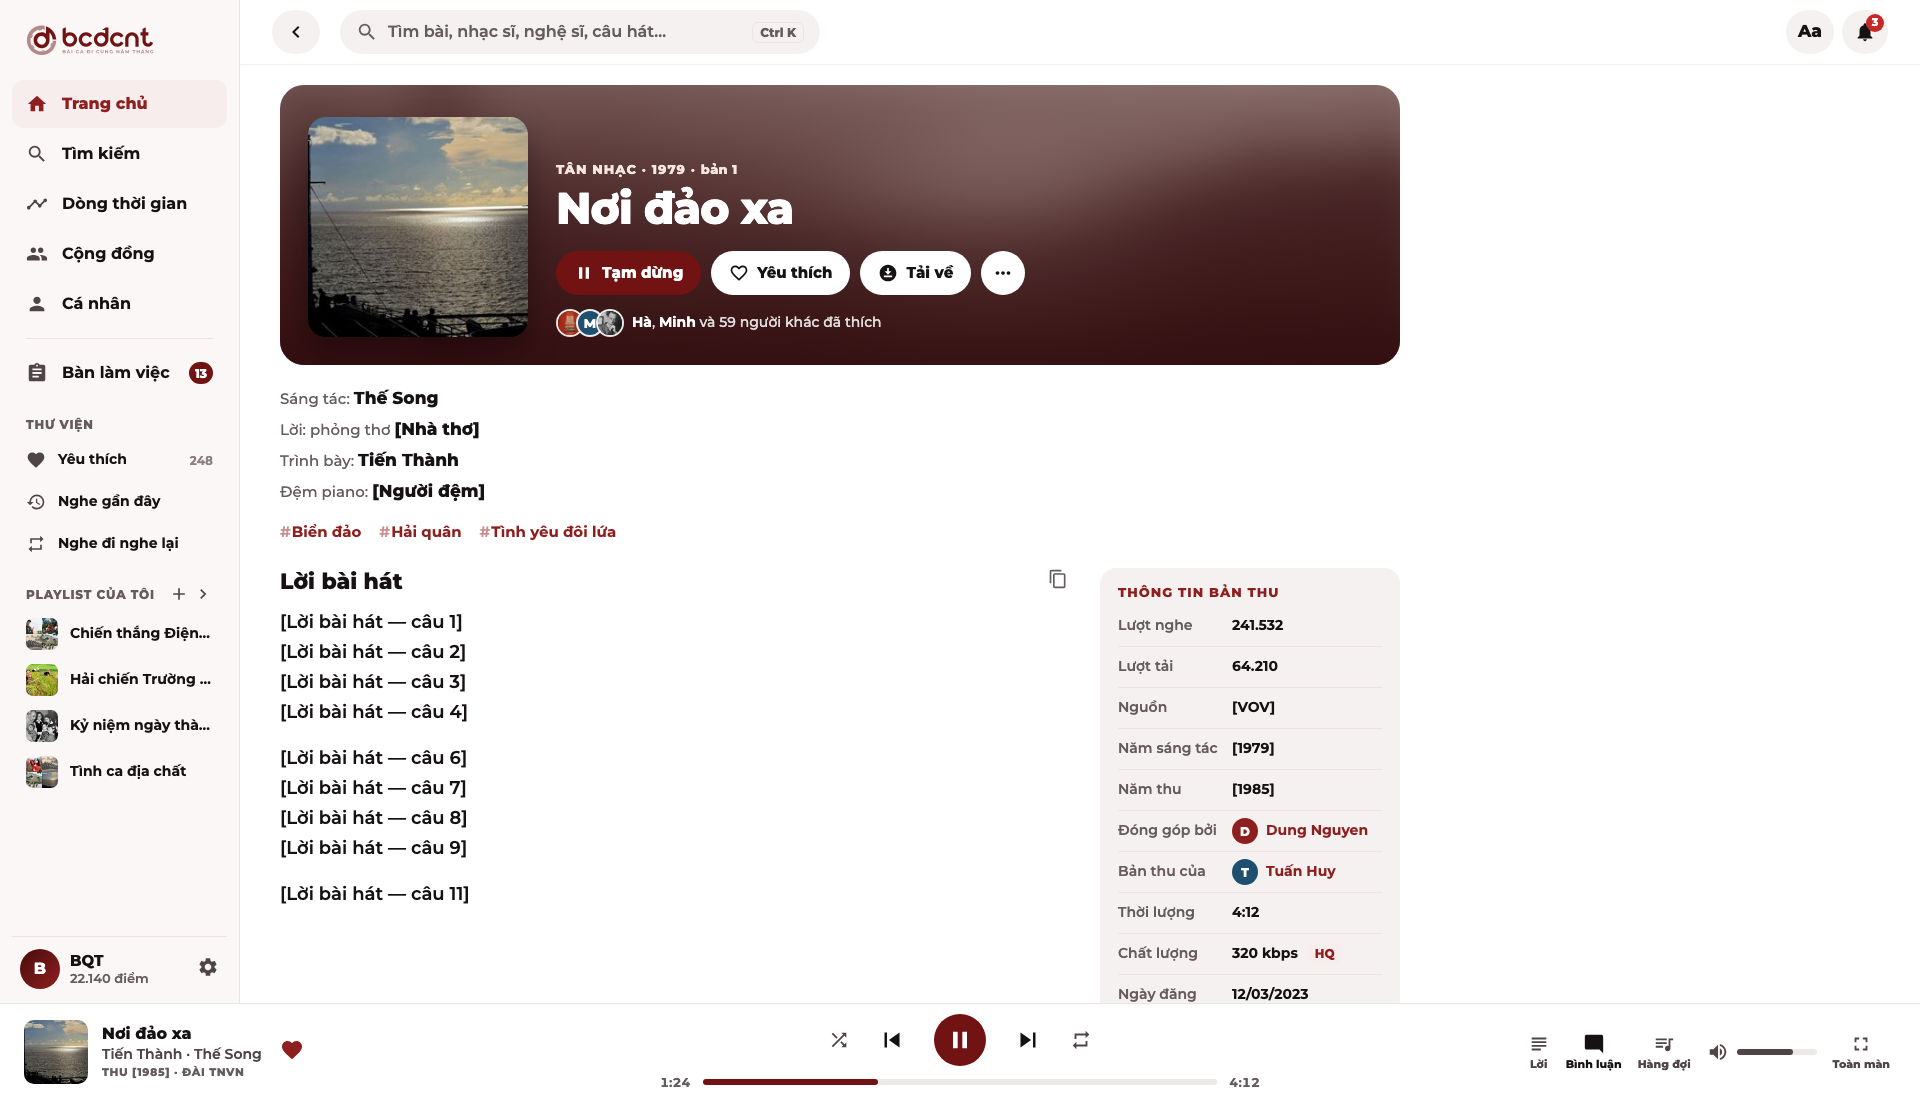 bcdcnt
BÀI CA ĐI CÙNG NĂM THÁNG
Trang chủ
Tìm kiếm
Dòng thời gian
Cộng đồng
Cá nhân
Bàn làm việc 13
THƯ VIỆN
Yêu thích 248
Nghe gần đây
Nghe đi nghe lại
PLAYLIST CỦA TÔI
Chiến thắng Điện...
Hải chiến Trường ...
Kỷ niệm ngày thà...
Tình ca địa chất
B
BQT
22.140 điểm
Tìm bài, nhạc sĩ, nghệ sĩ, câu hát...
Ctrl K
Aa
3
TÂN NHẠC • 1979 • bản 1
Nơi đảo xa
Tạm dừng
Yêu thích
Tải về
M
Hà, Minh và 59 người khác đã thích
Sáng tác: Thế Song
Lời: phỏng thơ [Nhà thơ]
Trình bày: Tiến Thành
Đệm piano: [Người đệm]
#Biển đảo #Hải quân #Tình yêu đôi lứa
Lời bài hát
[Lời bài hát — câu 1]
[Lời bài hát — câu 2]
[Lời bài hát — câu 3]
[Lời bài hát — câu 4]
[Lời bài hát — câu 6]
[Lời bài hát — câu 7]
[Lời bài hát — câu 8]
[Lời bài hát — câu 9]
[Lời bài hát — câu 11]
THÔNG TIN BẢN THU
Lượt nghe 241.532
Lượt tải 64.210
Nguồn [VOV]
Năm sáng tác [1979]
Năm thu [1985]
Đóng góp bởi D Dung Nguyen
Bản thu của T Tuấn Huy
Thời lượng 4:12
Chất lượng 320 kbps HQ
Ngày đăng 12/03/2023
Nơi đảo xa
Tiến Thành · Thế Song
THU [1985] · ĐÀI TNVN
1:24
4:12
Lời
Bình luận
Hàng đợi
Toàn màn